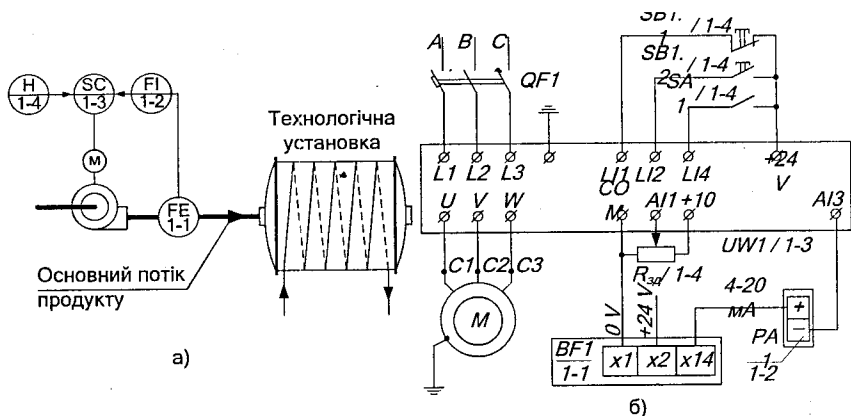 H
1-4
SC
1-3
FI
1-2
M
FE
1-1
Технологічна
установка
Основний потік
продукту
а)
A
B
C
QF1
SB1.
1 / 1-4
SB1.
2 / 1-4
SA
1 / 1-4
L1
L2
L3
LI1
LI2
LI4
+24
V
U
V
W
CO
M
AI1
+10
AI3
UW1 / 1-3
C1
C2
C3
M
Rзд / 1-4
0 V
+24 V
4-20
мА
BF1
1-1
x1
x2
x14
+
−
PA
1
1-2
б)